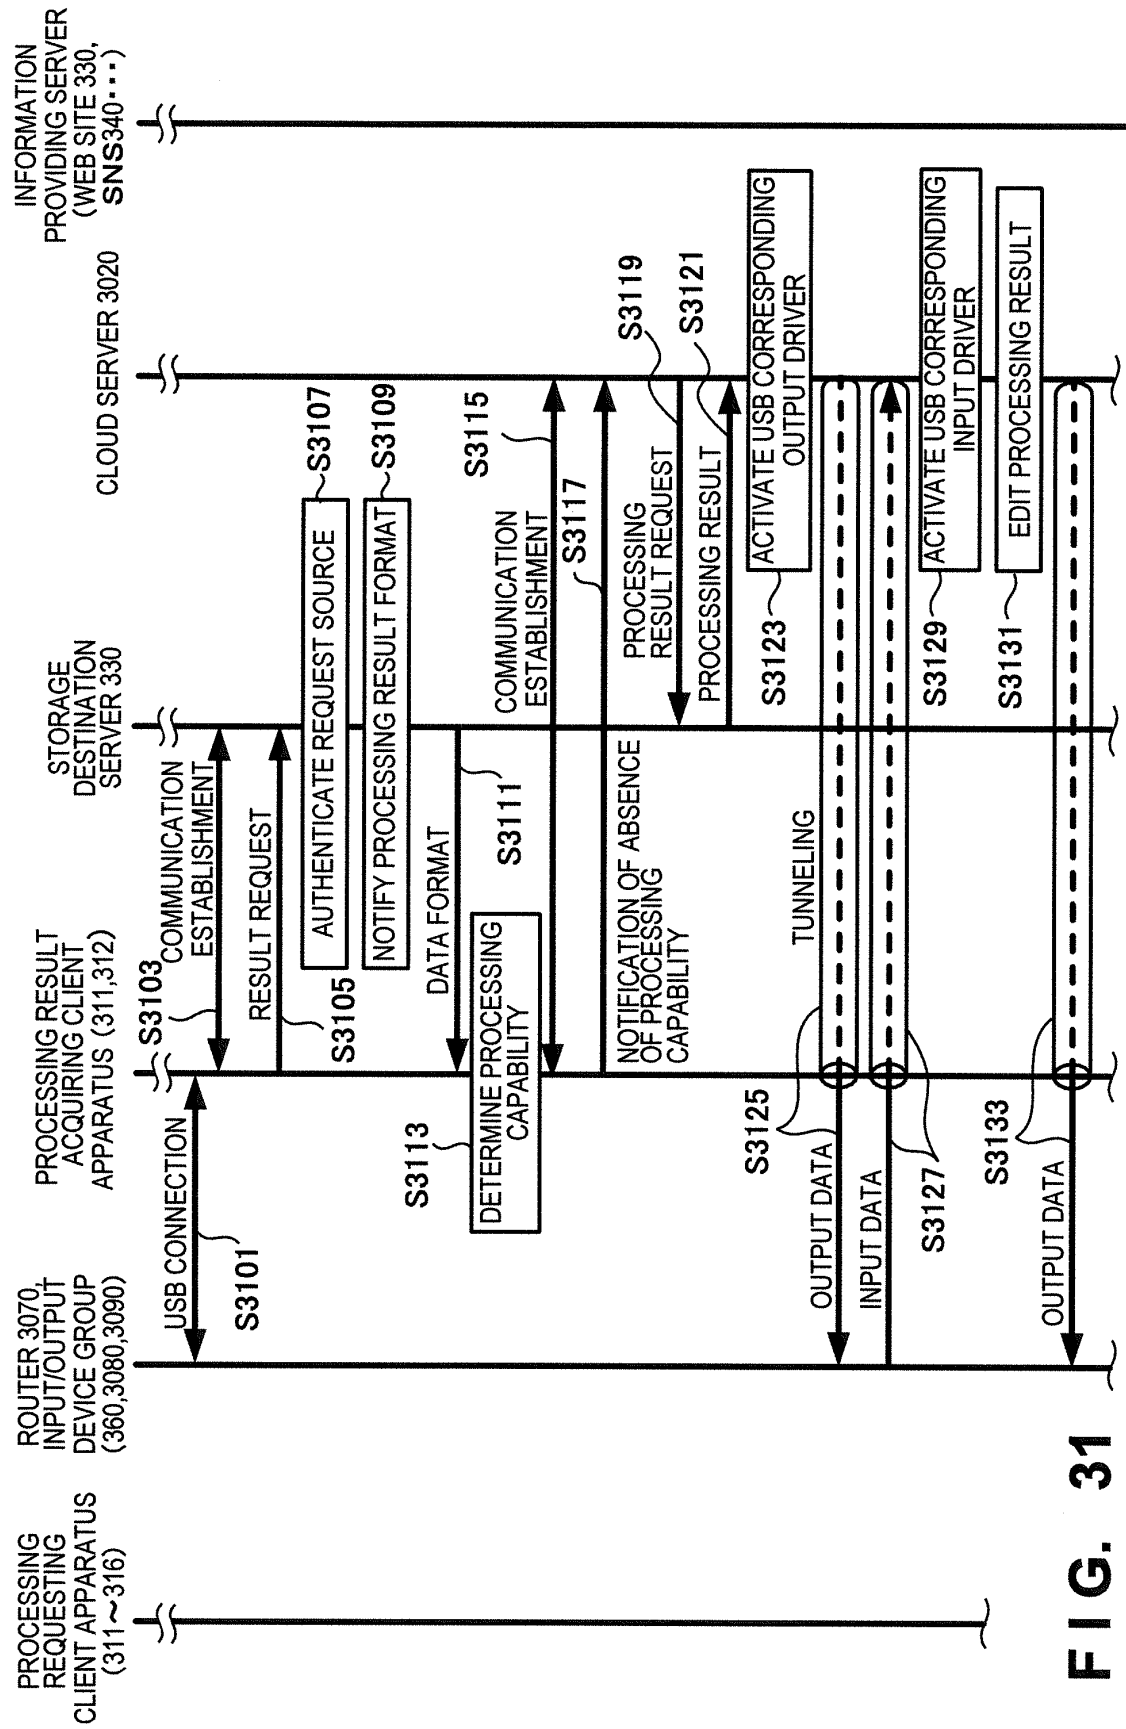 PROCESSING
REQUESTING
CLIENT APPARATUS
(311～316)
ROUTER 3070,
INPUT/OUTPUT
DEVICE GROUP
(360,3080,3090)
PROCESSING RESULT
ACQUIRING CLIENT
APPARATUS (311,312)
STORAGE
DESTINATION
SERVER 330
CLOUD SERVER 3020
INFORMATION
PROVIDING SERVER
(WEB SITE 330,
SNS340･･･)
USB CONNECTION
S3101
S3103
COMMUNICATION
ESTABLISHMENT
RESULT REQUEST
S3105
AUTHENTICATE REQUEST SOURCE
S3107
NOTIFY PROCESSING RESULT FORMAT
S3109
DATA FORMAT
S3111
S3113
DETERMINE PROCESSING
CAPABILITY
COMMUNICATION
ESTABLISHMENT
S3115
S3117
NOTIFICATION OF ABSENCE
OF PROCESSING
CAPABILITY
PROCESSING
RESULT REQUEST
S3119
PROCESSING RESULT
S3121
S3123
ACTIVATE USB CORRESPONDING
OUTPUT DRIVER
TUNNELING
S3125
OUTPUT DATA
INPUT DATA
S3127
S3129
ACTIVATE USB CORRESPONDING
INPUT DRIVER
S3131
EDIT PROCESSING RESULT
S3133
OUTPUT DATA
FIG. 31